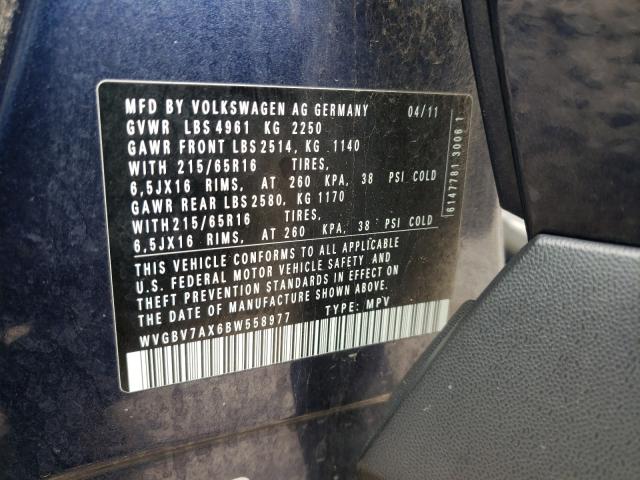 MFD BY VOLKSWAGEN AG GERMANY 04/11
GVWR LBS 4961 KG 2250
GAWR FRONT LBS 2514, KG 1140
WITH 215/65R16 TIRES,
6,5JX16 RIMS, AT 260 KPA, 38 PSI COLD
GAWR REAR LBS 2580, KG 1170
WITH 215/65R16 TIRES,
6,5JX16 RIMS, AT 260 KPA, 38 PSI COLD
THIS VEHICLE CONFORMS TO ALL APPLICABLE
U.S. FEDERAL MOTOR VEHICLE SAFETY AND
THEFT PREVENTION STANDARDS IN EFFECT ON
THE DATE OF MANUFACTURE SHOWN ABOVE.
WVGBV7AX6BW558977 TYPE: MPV
6147781 3006 1